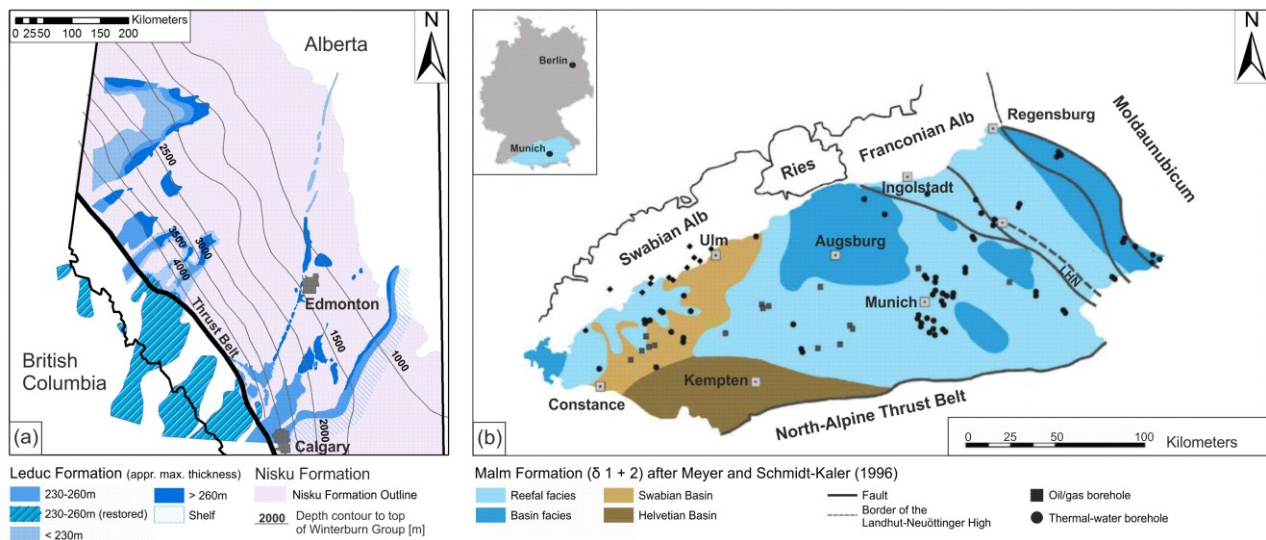 Kilometers
0 2550 100 150 200
Alberta
N
2500
3500
3000
4000
Thrust Belt
Edmonton
British
Columbia
1500
1000
2000
Calgary
(a)
Berlin
Munich
N
Regensburg
Moldaunubicum
Franconian Alb
Ries
Ingolstadt
Swabian Alb
Ulm
Augsburg
LHN
Munich
Kempten
Constance
North-Alpine Thrust Belt
0 25 50 100
Kilometers
(b)
Leduc Formation (appr. max. thickness)
230-260m
> 260m
230-260m (restored)
Shelf
< 230m
Nisku Formation
Nisku Formation Outline
2000 Depth contour to top
of Winterburn Group [m]
Malm Formation (δ 1 + 2) after Meyer and Schmidt-Kaler (1996)
Reefal facies
Swabian Basin
Fault
Oil/gas borehole
Basin facies
Helvetian Basin
Border of the
Landhut-Neuöttinger High
Thermal-water borehole